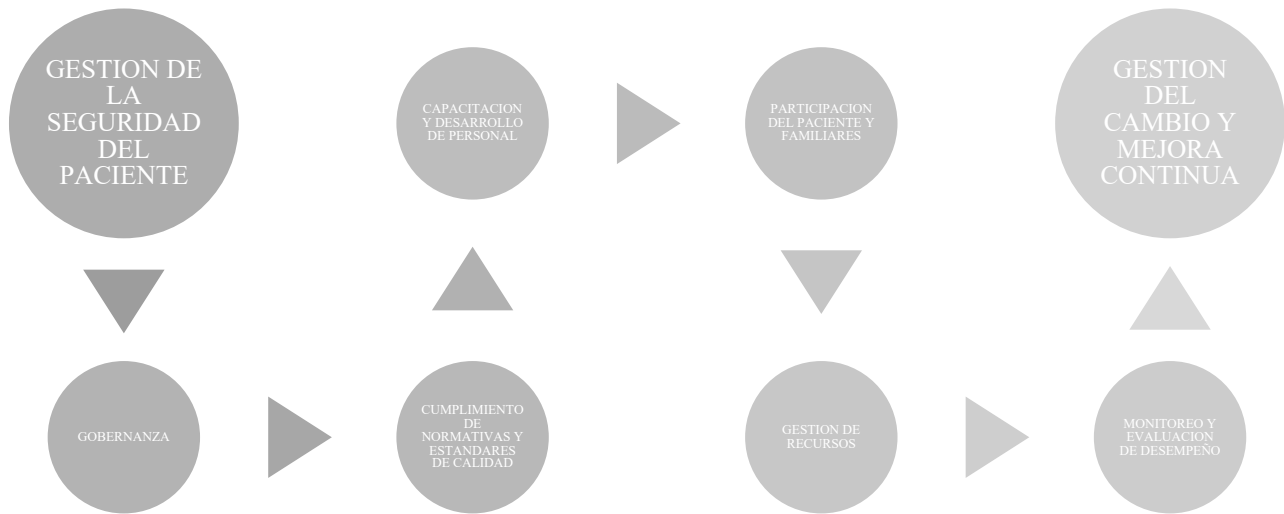 GESTION DE
LA
SEGURIDAD
DEL
PACIENTE
GOBERNANZA
CUMPLIMIENTO
DE
NORMATIVAS Y
ESTANDARES
DE CALIDAD
CAPACITACION
Y DESARROLLO
DE PERSONAL
PARTICIPACION
DEL PACIENTE Y
FAMILIARES
GESTION DE
RECURSOS
MONITOREO Y
EVALUACION
DE DESEMPEÑO
GESTION
DEL
CAMBIO Y
MEJORA
CONTINUA